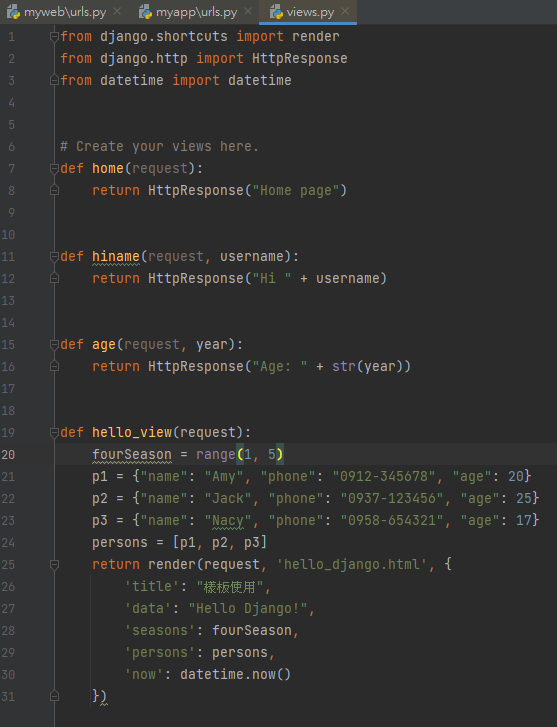 myweb\urls.py × myapp\urls.py × views.py ×
1 from django.shortcuts import render
2 from django.http import HttpResponse
3 from datetime import datetime
4
5
6 # Create your views here.
7 def home(request):
8     return HttpResponse("Home page")
9
10
11 def hiname(request, username):
12     return HttpResponse("Hi " + username)
13
14
15 def age(request, year):
16     return HttpResponse("Age: " + str(year))
17
18
19 def hello_view(request):
20     fourSeason = range(1, 5)
21     p1 = {"name": "Amy", "phone": "0912-345678", "age": 20}
22     p2 = {"name": "Jack", "phone": "0937-123456", "age": 25}
23     p3 = {"name": "Nacy", "phone": "0958-654321", "age": 17}
24     persons = [p1, p2, p3]
25     return render(request, 'hello_django.html', {
26         'title': "樣板使用",
27         'data': "Hello Django!",
28         'seasons': fourSeason,
29         'persons': persons,
30         'now': datetime.now()
31     })